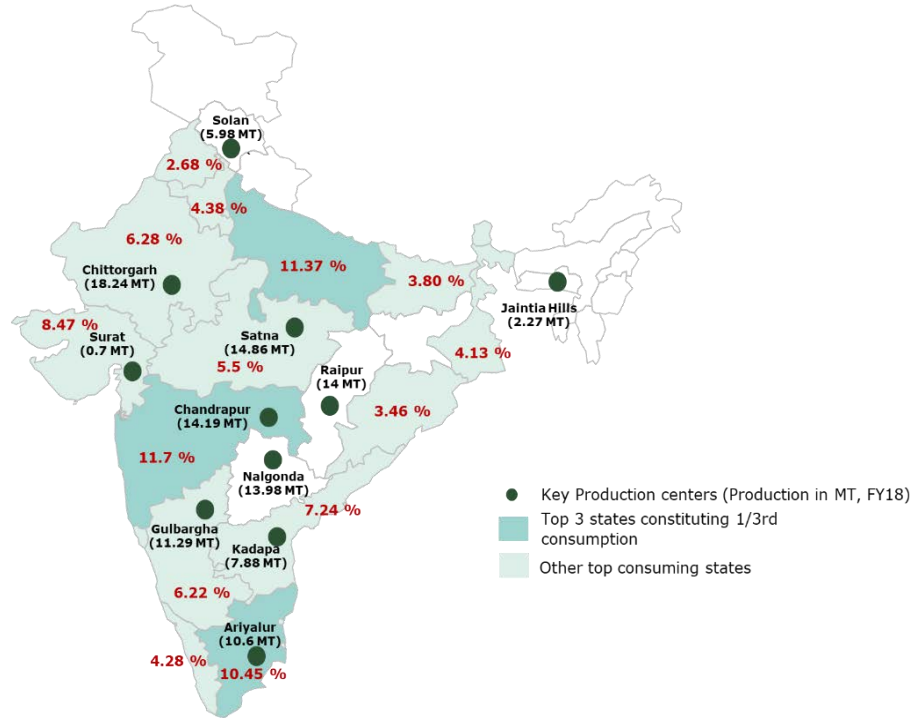 Solan
(5.98 MT)
2.68 %
4.38 %
6.28 %
11.37 %
3.80 %
Chittorgarh
(18.24 MT)
Jaintia Hills
(2.27 MT)
8.47 %
Surat
(0.7 MT)
Satna
(14.86 MT)
5.5 %
4.13 %
Raipur
(14 MT)
Chandrapur
(14.19 MT)
3.46 %
11.7 %
Nalgonda
(13.98 MT)
7.24 %
Gulbargha
(11.29 MT)
Kadapa
(7.88 MT)
6.22 %
Ariyalur
(10.6 MT)
4.28 %
10.45 %
Key Production centers (Production in MT, FY18)
Top 3 states constituting 1/3rd
consumption
Other top consuming states